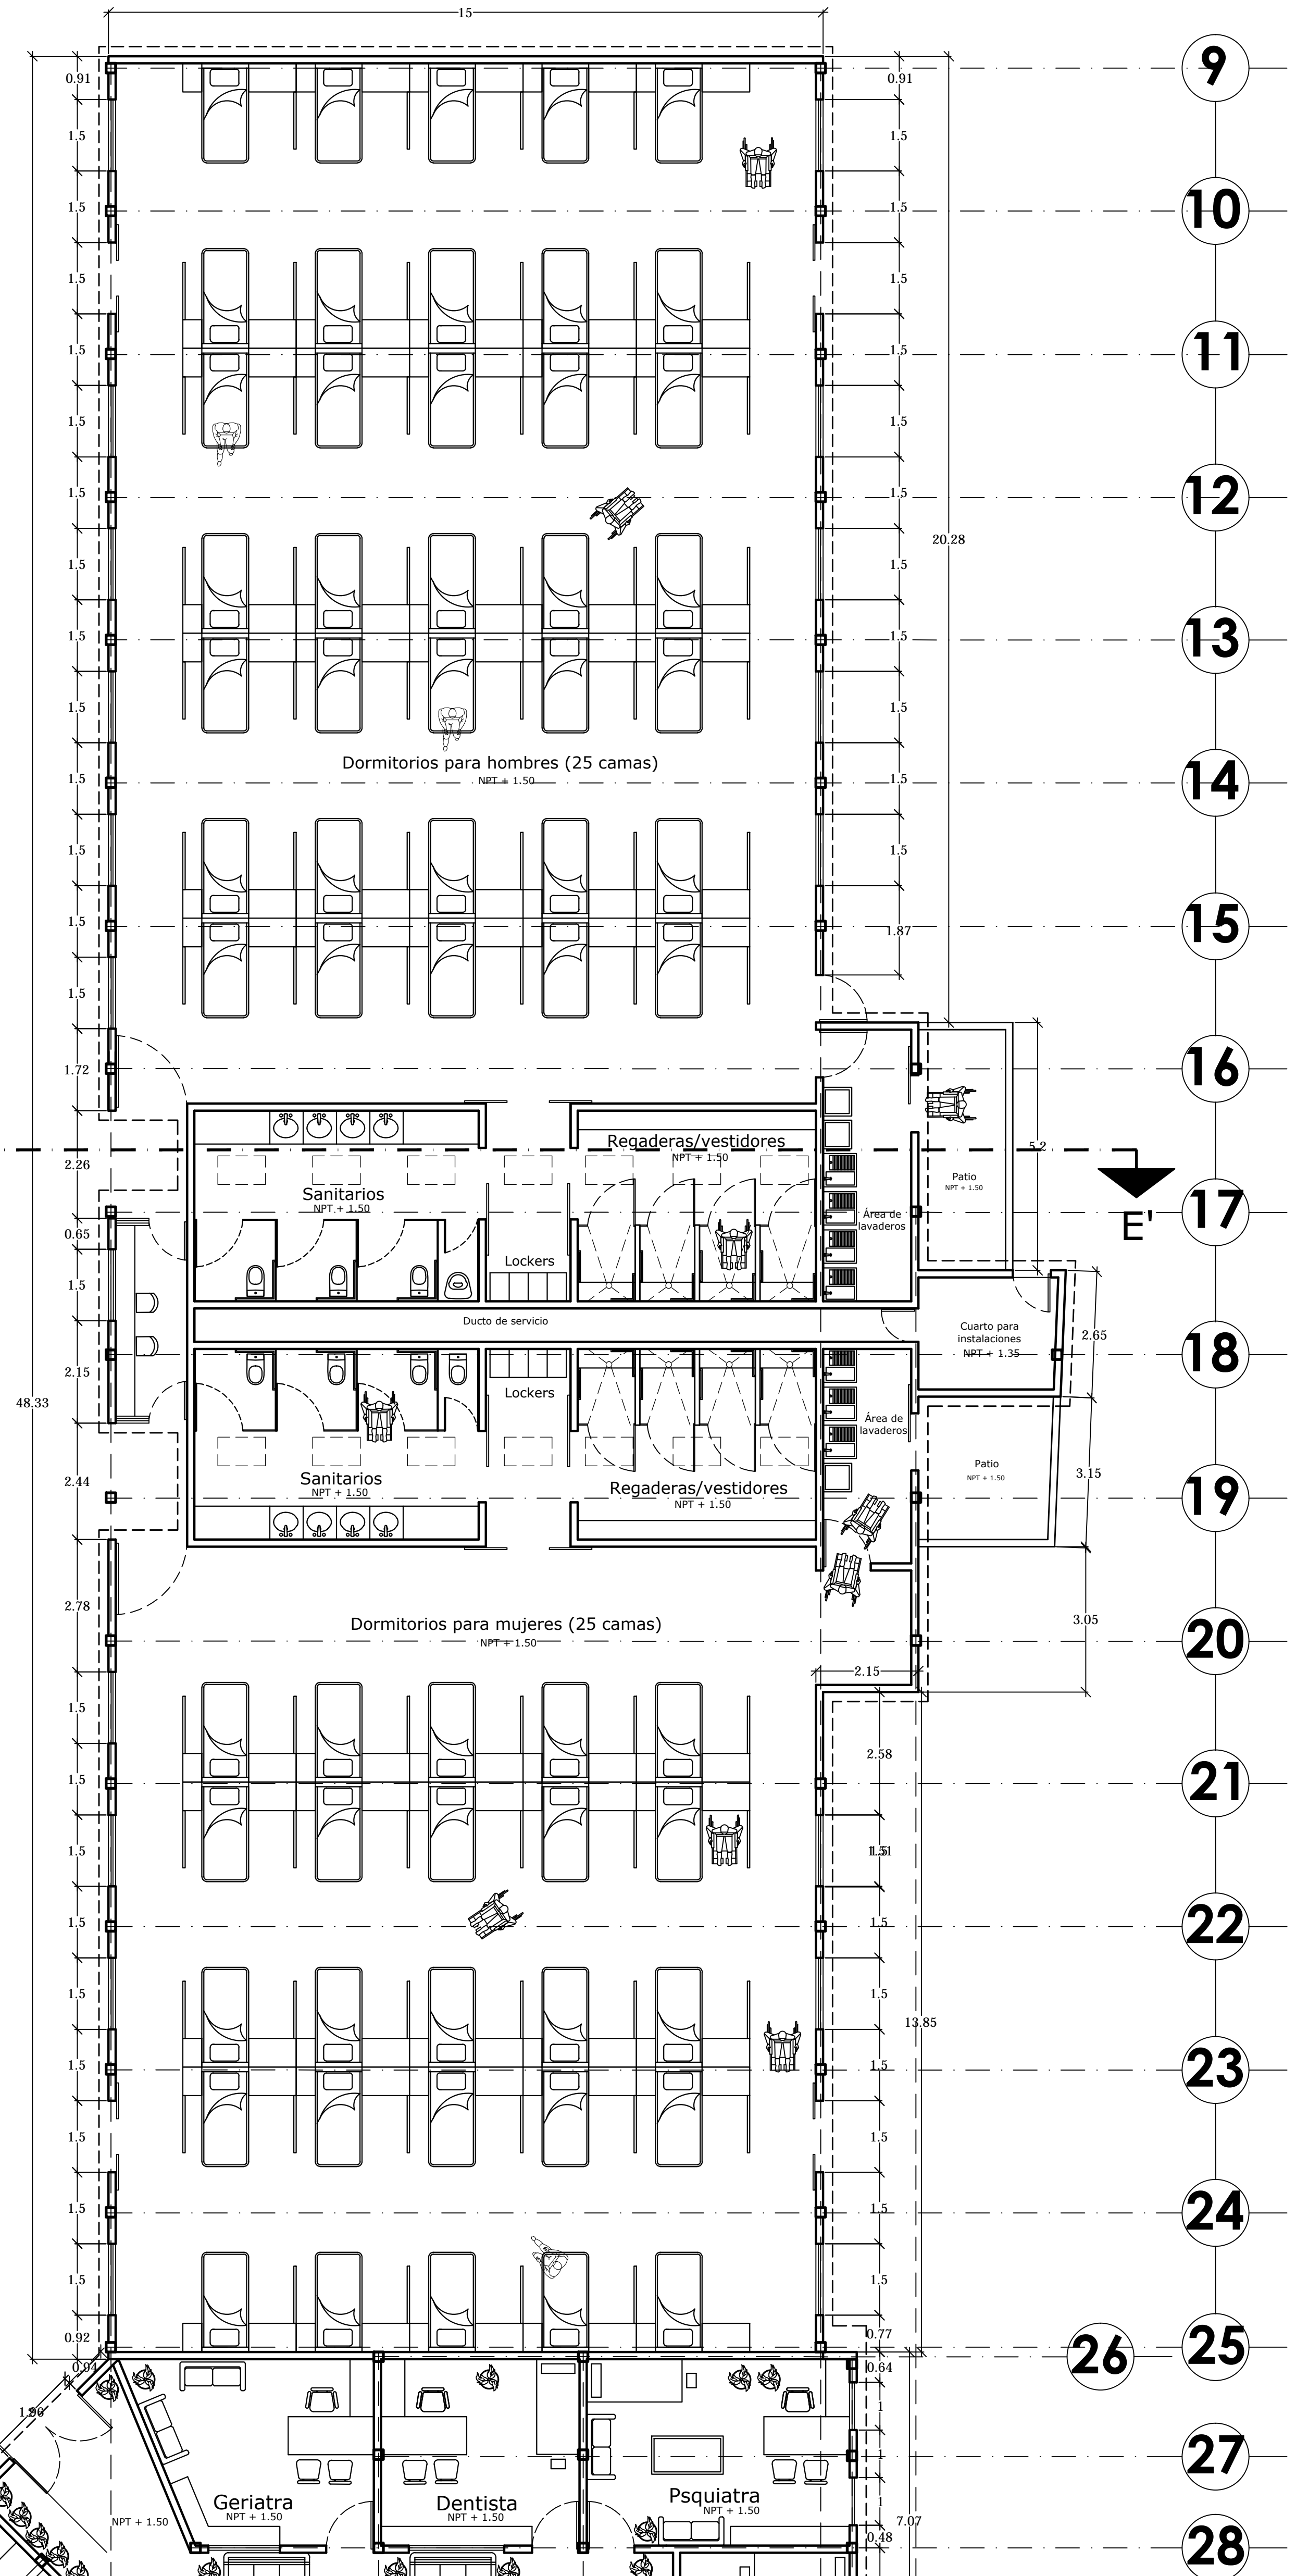 15
9
0.91
0.91
1.5
1.5
10
1.5
1.5
1.5
1.5
11
1.5
1.5
1.5
1.5
12
1.5
1.5
20.28
1.5
1.5
13
1.5
1.5
1.5
1.5
Dormitorios para hombres (25 camas)
NPT + 1.50
14
1.5
1.5
1.5
1.5
15
1.5
1.87
1.5
16
1.72
Regaderas/vestidores
NPT + 1.50
5.2
2.26
Sanitarios
NPT + 1.50
Patio
NPT + 1.50
17
E'
Área de
lavaderos
0.65
Lockers
1.5
Ducto de servicio
Cuarto para
instalaciones
NPT + 1.35
2.65
18
2.15
48.33
Lockers
Área de
lavaderos
Sanitarios
NPT + 1.50
Regaderas/vestidores
NPT + 1.50
Patio
NPT + 1.50
3.15
2.44
19
2.78
Dormitorios para mujeres (25 camas)
NPT + 1.50
3.05
20
2.15
1.5
2.58
21
1.5
1.5
1.5
1.5
22
1.5
1.5
13.85
1.5
1.5
23
1.5
1.5
1.5
1.5
24
1.5
1.5
0.92
0.77
25
26
0.94
0.64
1
1
27
1
Geriatra
NPT + 1.50
Dentista
NPT + 1.50
Psquiatra
NPT + 1.50
NPT + 1.50
7.07
0.48
28